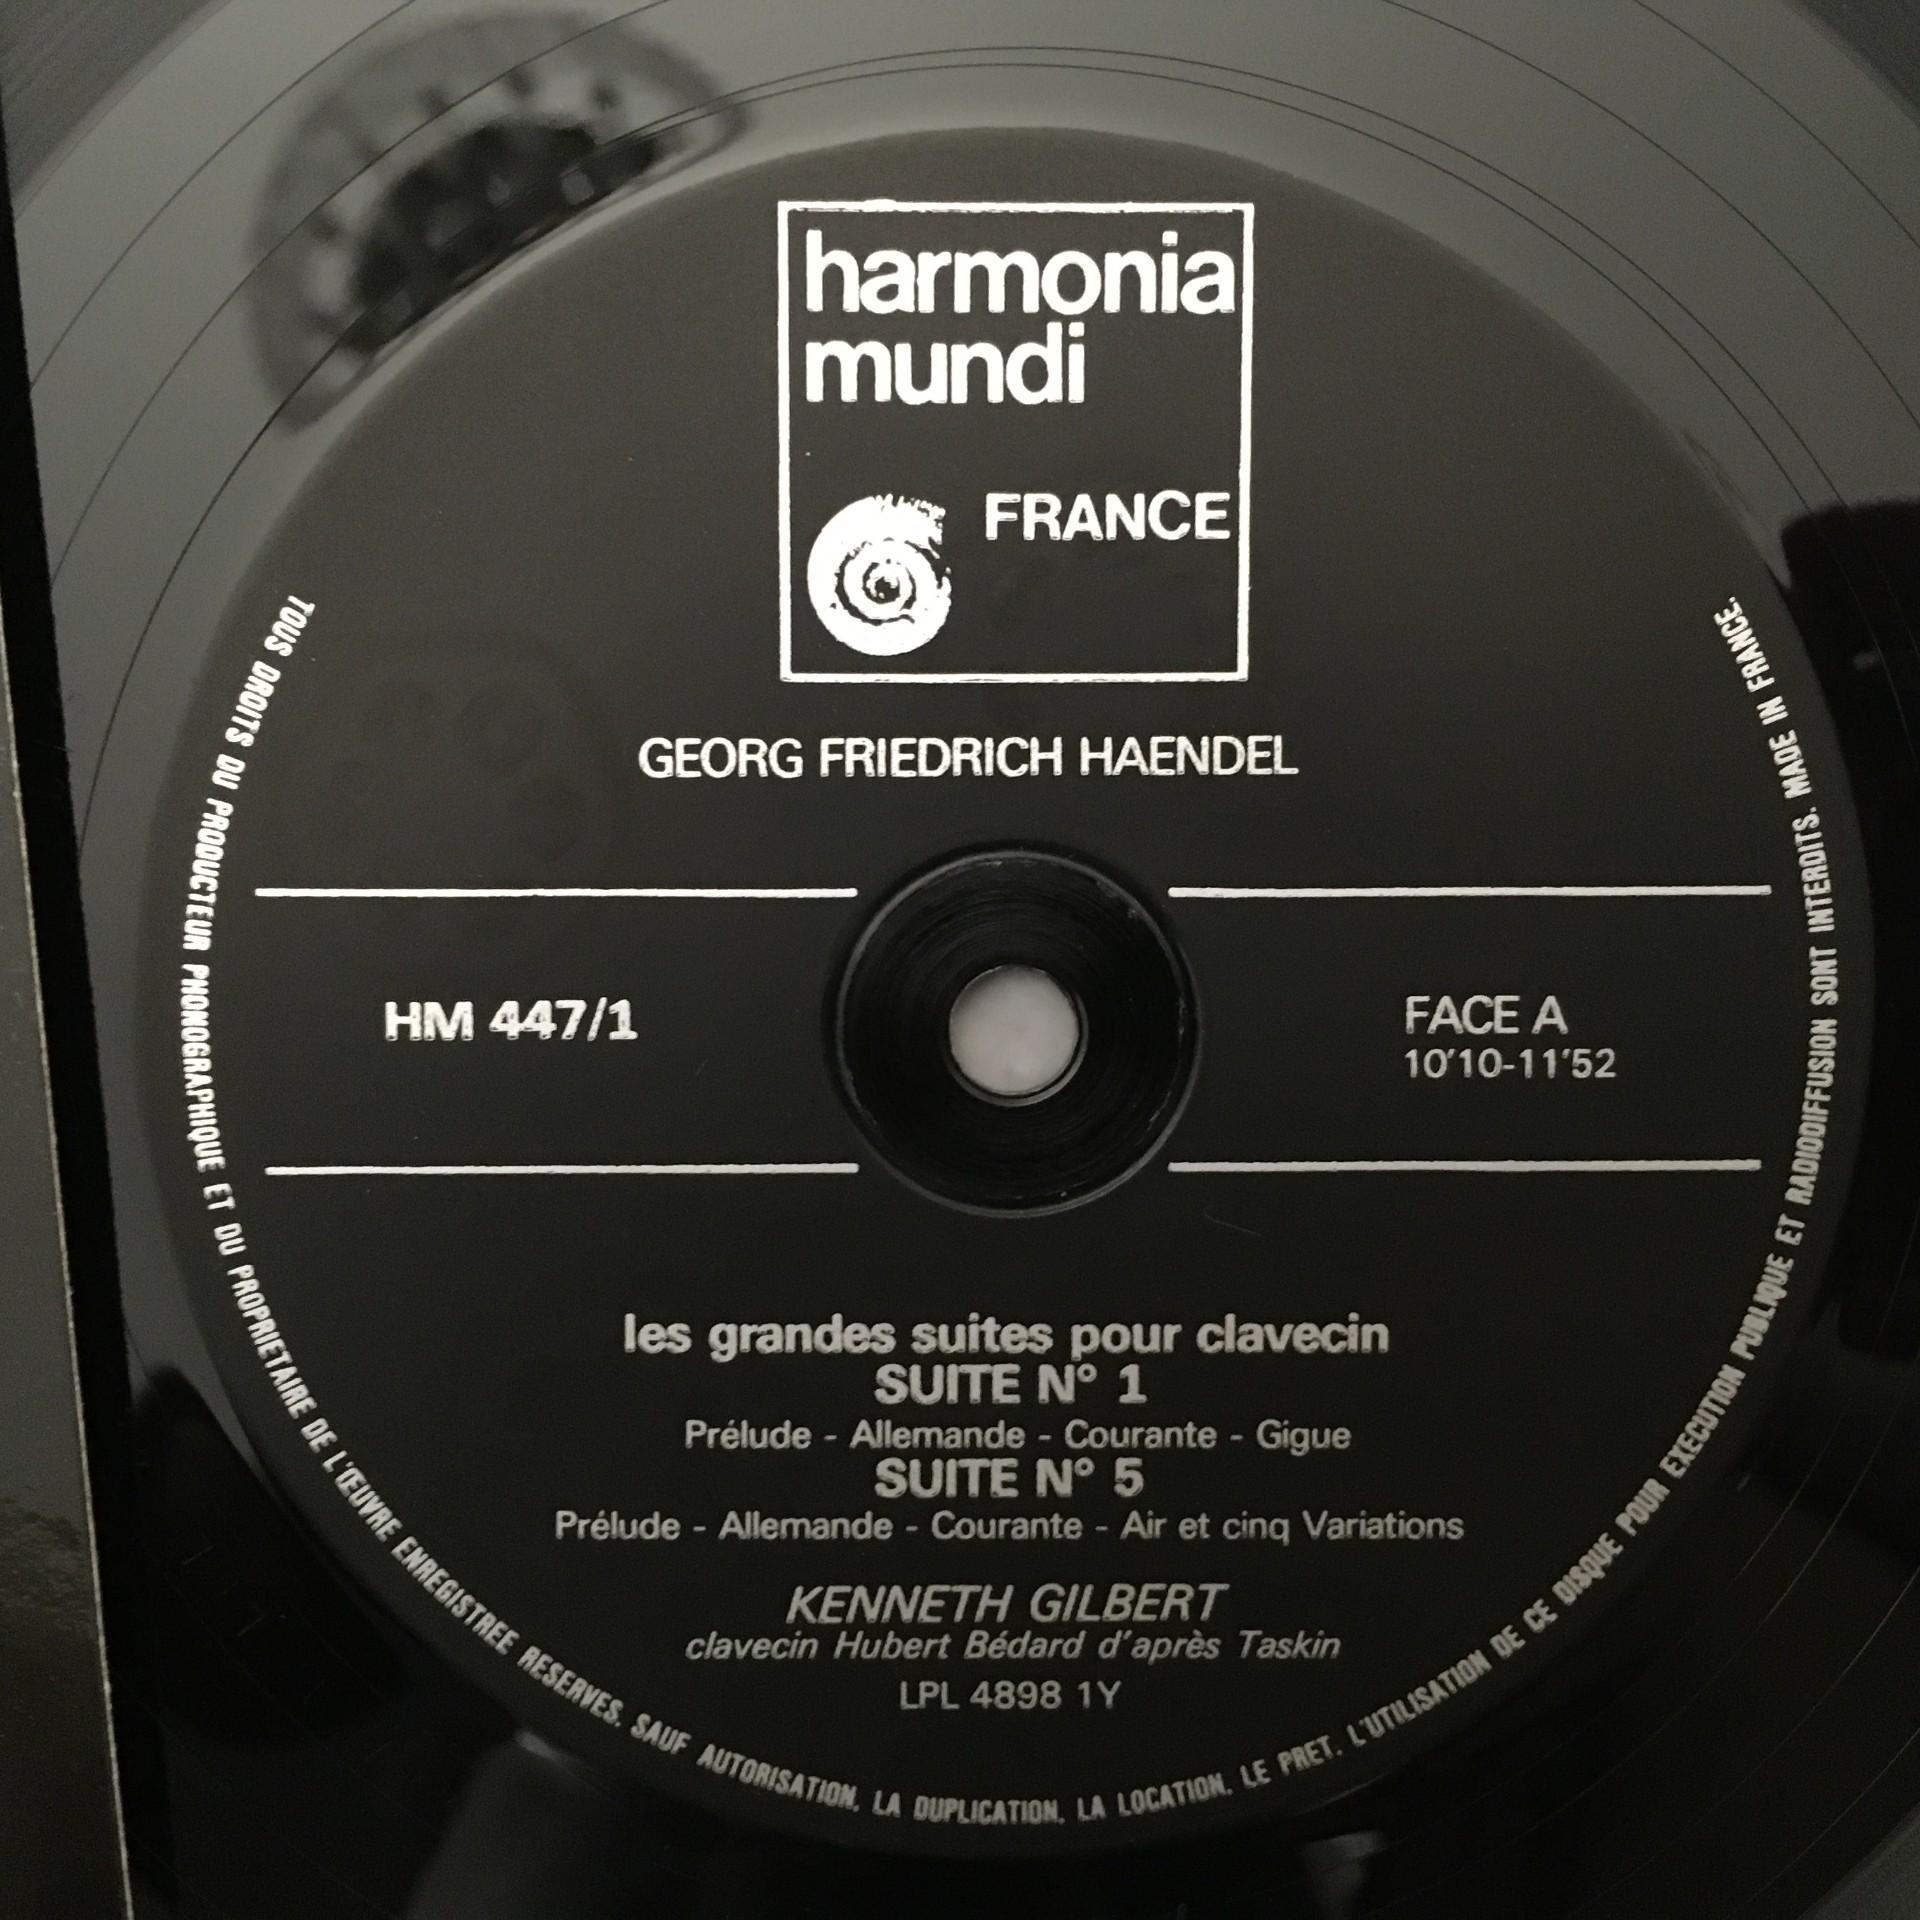 harmonia
mundi
FRANCE
GEORG FRIEDRICH HAENDEL
HM 447/1
FACE A
10'10-11'52
les grandes suites pour clavecin
SUITE N° 1
Prélude - Allemande - Courante - Gigue
SUITE N° 5
Prélude - Allemande - Courante - Air et cinq Variations
KENNETH GILBERT
clavecin Hubert Bédard d'après Taskin
LPL 4898 1Y
TOUS DROITS DU PRODUCTEUR PHONOGRAPHIQUE ET DU PROPRIETAIRE DE L'ŒUVRE ENREGISTREE RESERVES. SAUF AUTORISATION, LA DUPLICATION, LA LOCATION, LE PRET, L'UTILISATION DE CE DISQUE POUR EXECUTION PUBLIQUE ET RADIODIFFUSION SONT INTERDITS. MADE IN FRANCE.